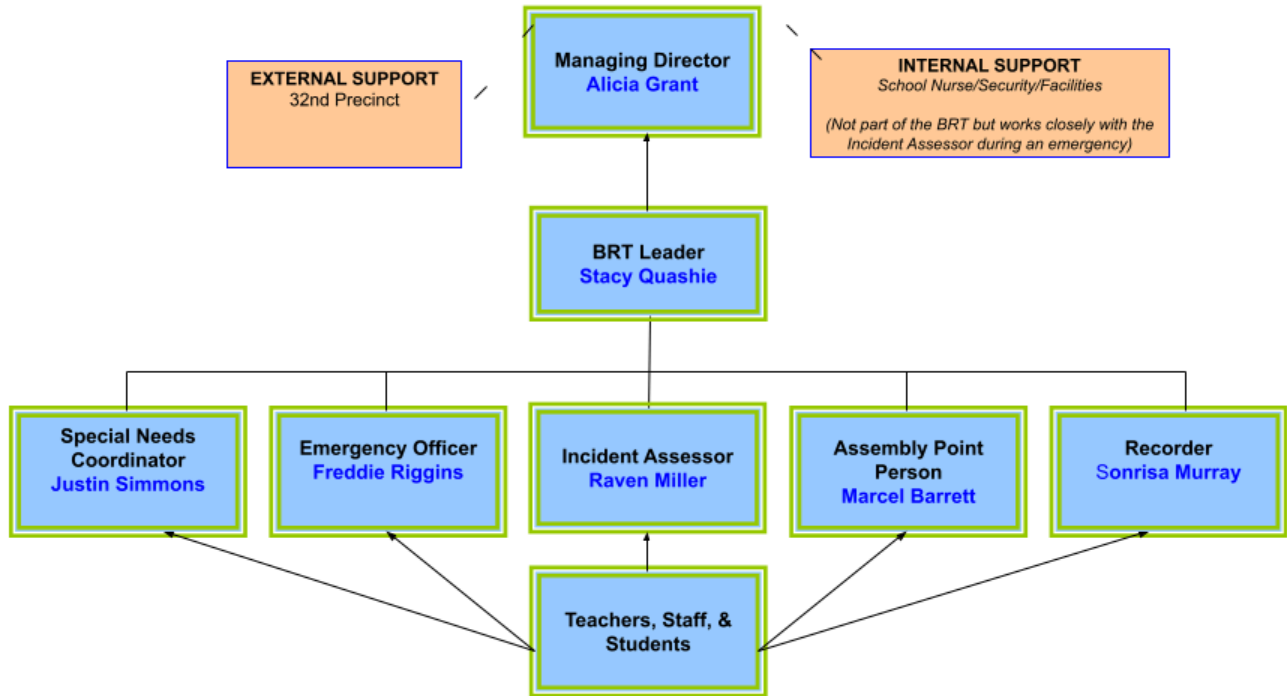 Managing Director
Alicia Grant
EXTERNAL SUPPORT
32nd Precinct
INTERNAL SUPPORT
School Nurse/Security/Facilities
(Not part of the BRT but works closely with the
Incident Assessor during an emergency)
BRT Leader
Stacy Quashie
Special Needs
Coordinator
Justin Simmons
Emergency Officer
Freddie Riggins
Incident Assessor
Raven Miller
Assembly Point
Person
Marcel Barrett
Recorder
Sonrisa Murray
Teachers, Staff, &
Students